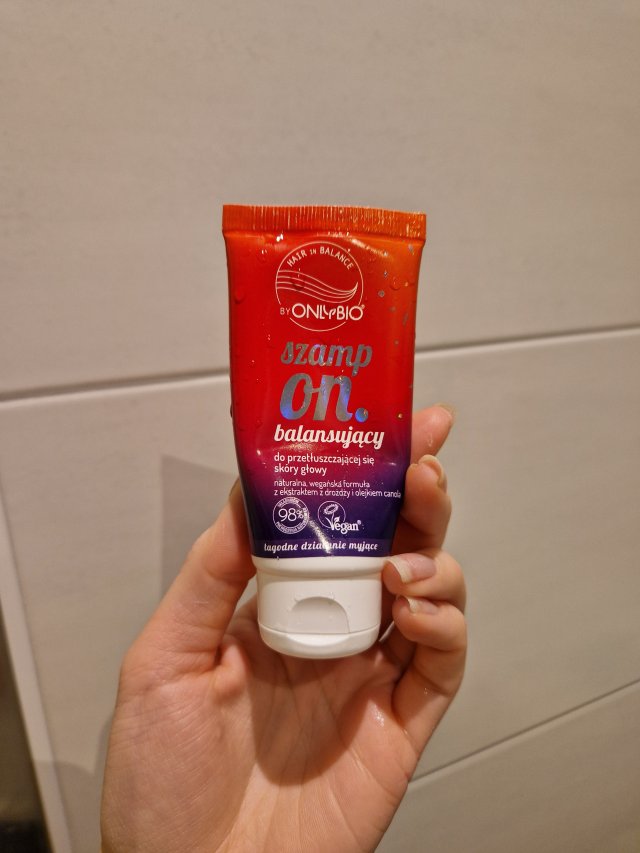 HAIR in BALANCE
BY ONLYBIO®
szamp
on.
balansujący
do przetłuszczającej się
skóry głowy
naturalna, wegańska formuła
z ekstraktem z drożdży i olejkiem canola
98%
Vegan®
łagodne działanie myjące